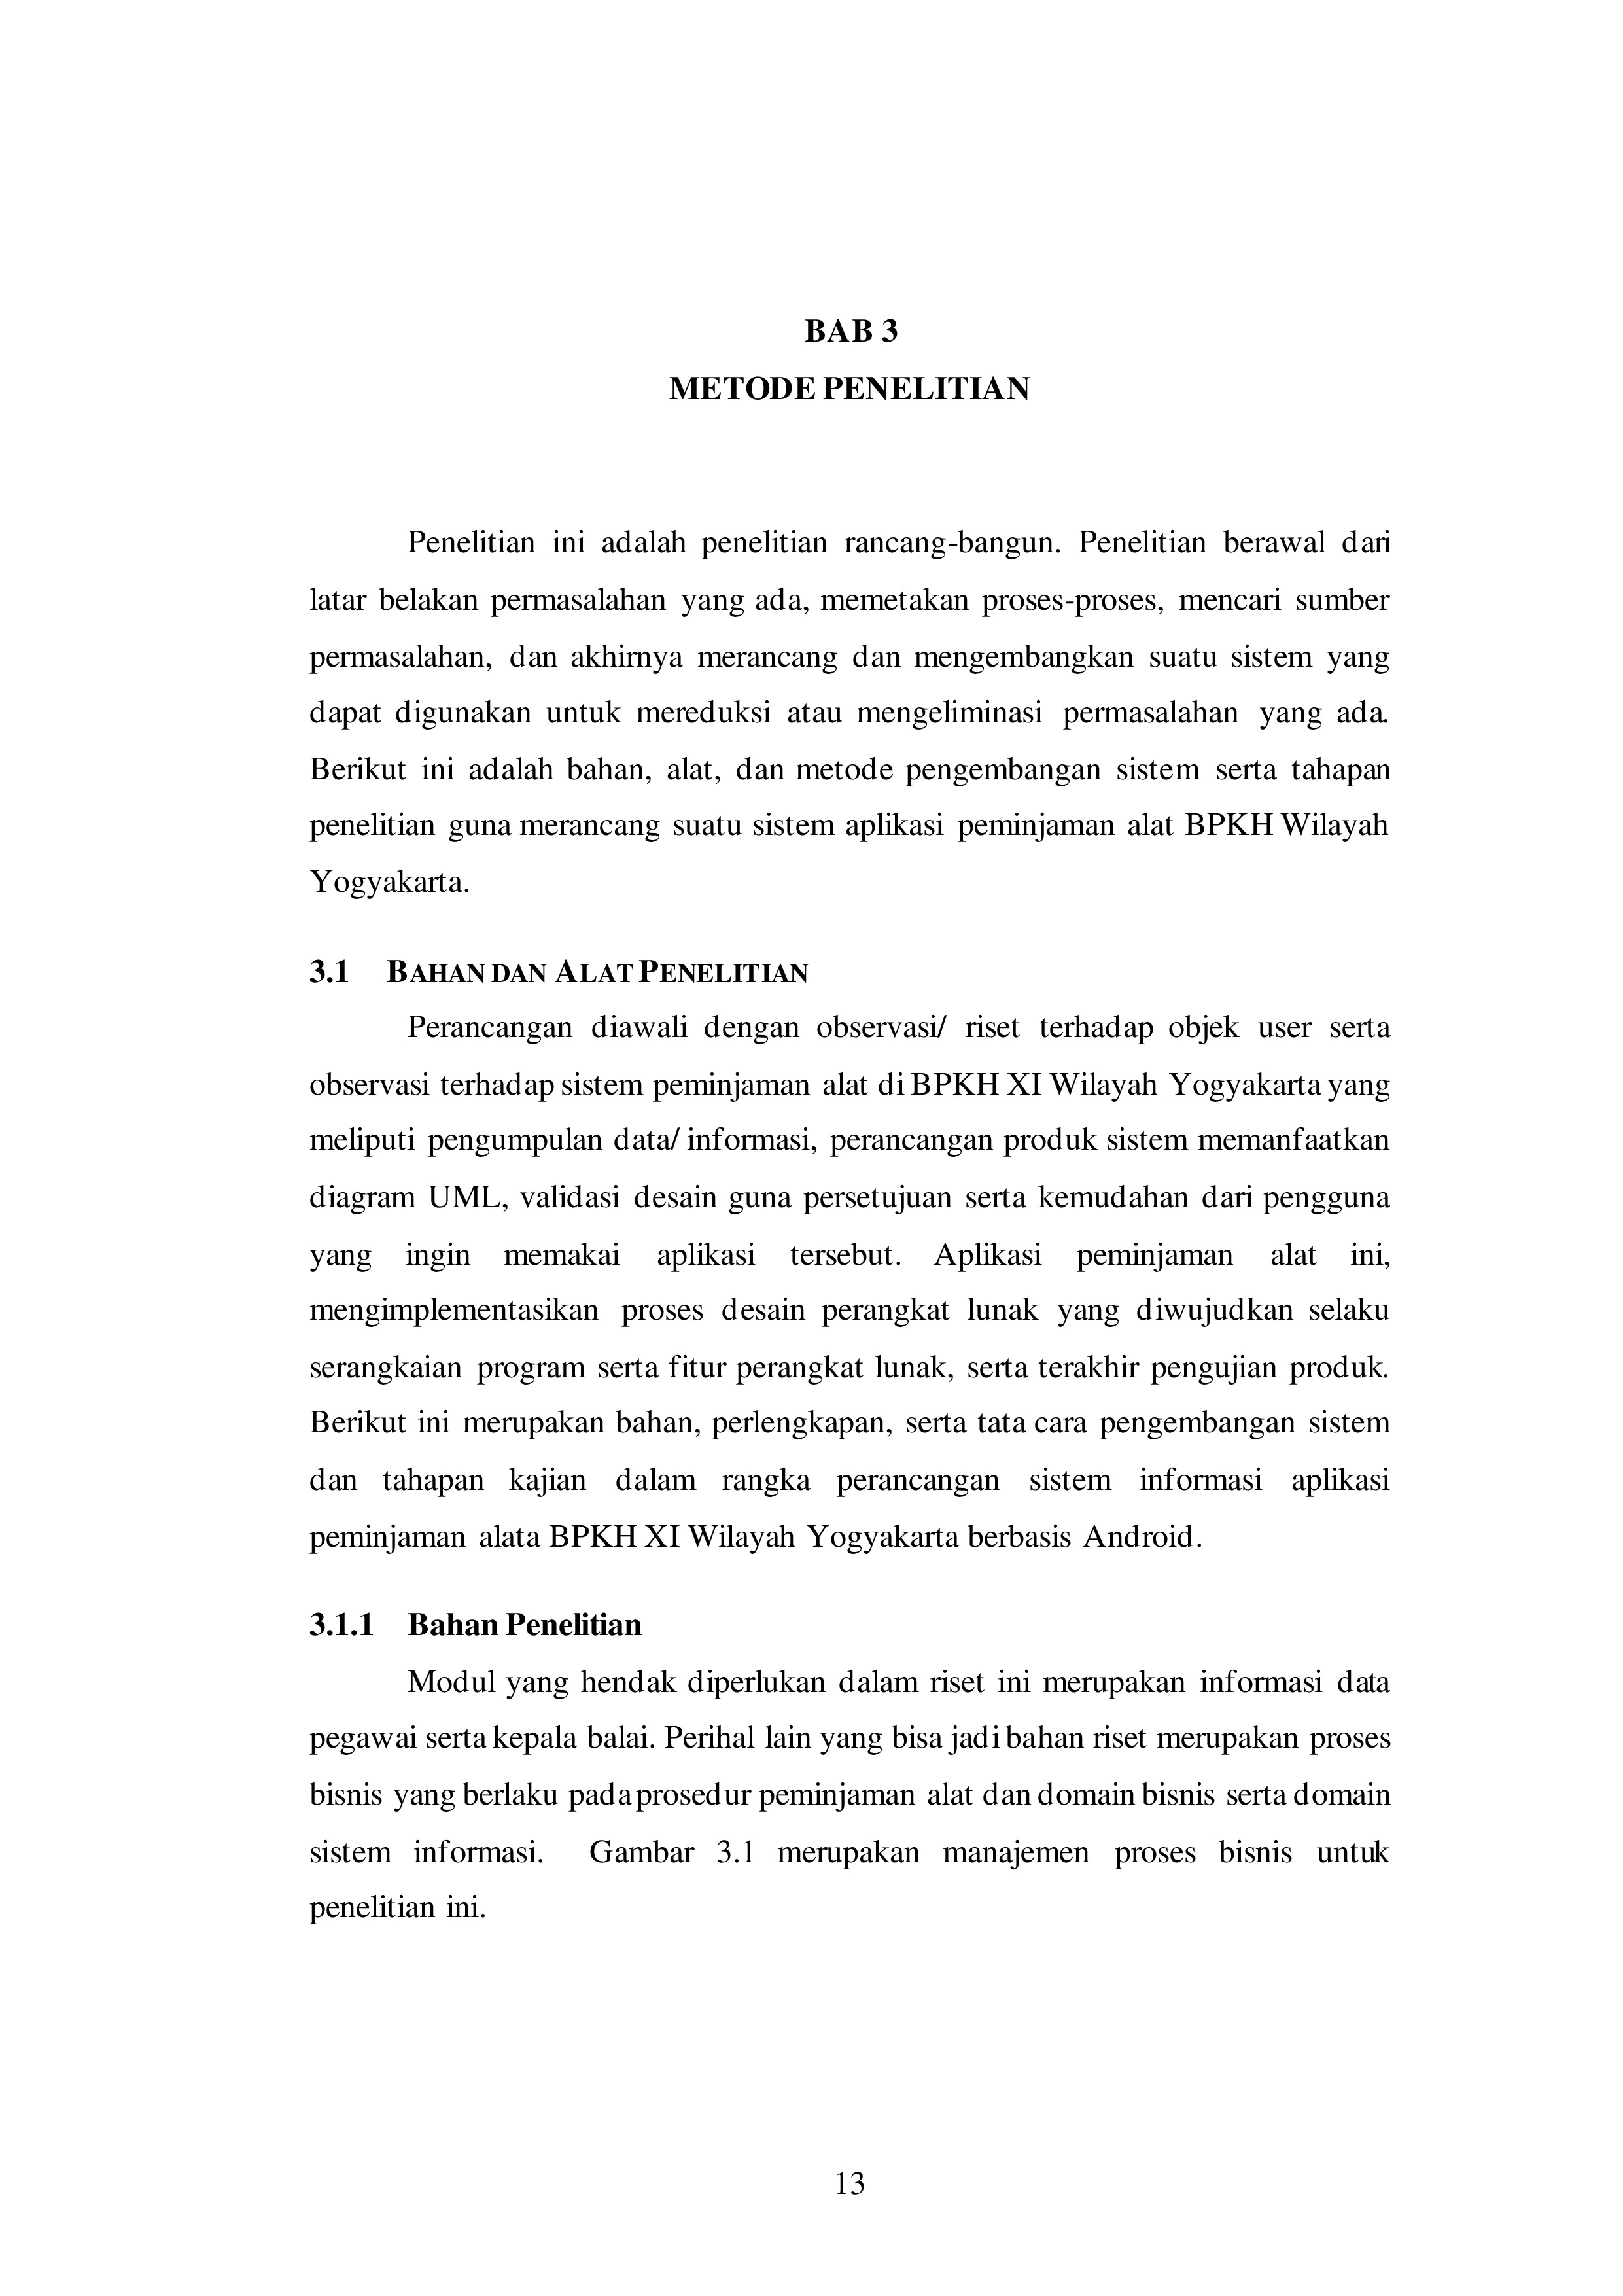 BAB 3
METODE PENELITIAN
Penelitian ini adalah penelitian rancang-bangun. Penelitian berawal dari
latar belakan permasalahan yang ada, memetakan proses-proses, mencari sumber
permasalahan, dan akhirnya merancang dan mengembangkan suatu sistem yang
dapat digunakan untuk mereduksi atau mengeliminasi permasalahan yang ada.
Berikut ini adalah bahan, alat, dan metode pengembangan sistem serta tahapan
penelitian guna merancang suatu sistem aplikasi peminjaman alat BPKH Wilayah
Yogyakarta.
3.1 BAHAN DAN ALAT PENELITIAN
Perancangan diawali dengan observasi/ riset terhadap objek user serta
observasi terhadap sistem peminjaman alat di BPKH XI Wilayah Yogyakarta yang
meliputi pengumpulan data/ informasi, perancangan produk sistem memanfaatkan
diagram UML, validasi desain guna persetujuan serta kemudahan dari pengguna
yang ingin memakai aplikasi tersebut. Aplikasi peminjaman alat ini,
mengimplementasikan proses desain perangkat lunak yang diwujudkan selaku
serangkaian program serta fitur perangkat lunak, serta terakhir pengujian produk.
Berikut ini merupakan bahan, perlengkapan, serta tata cara pengembangan sistem
dan tahapan kajian dalam rangka perancangan sistem informasi aplikasi
peminjaman alata BPKH XI Wilayah Yogyakarta berbasis Android.
3.1.1 Bahan Penelitian
Modul yang hendak diperlukan dalam riset ini merupakan informasi data
pegawai serta kepala balai. Perihal lain yang bisa jadi bahan riset merupakan proses
bisnis yang berlaku pada prosedur peminjaman alat dan domain bisnis serta domain
sistem informasi. Gambar 3.1 merupakan manajemen proses bisnis untuk
penelitian ini.
13